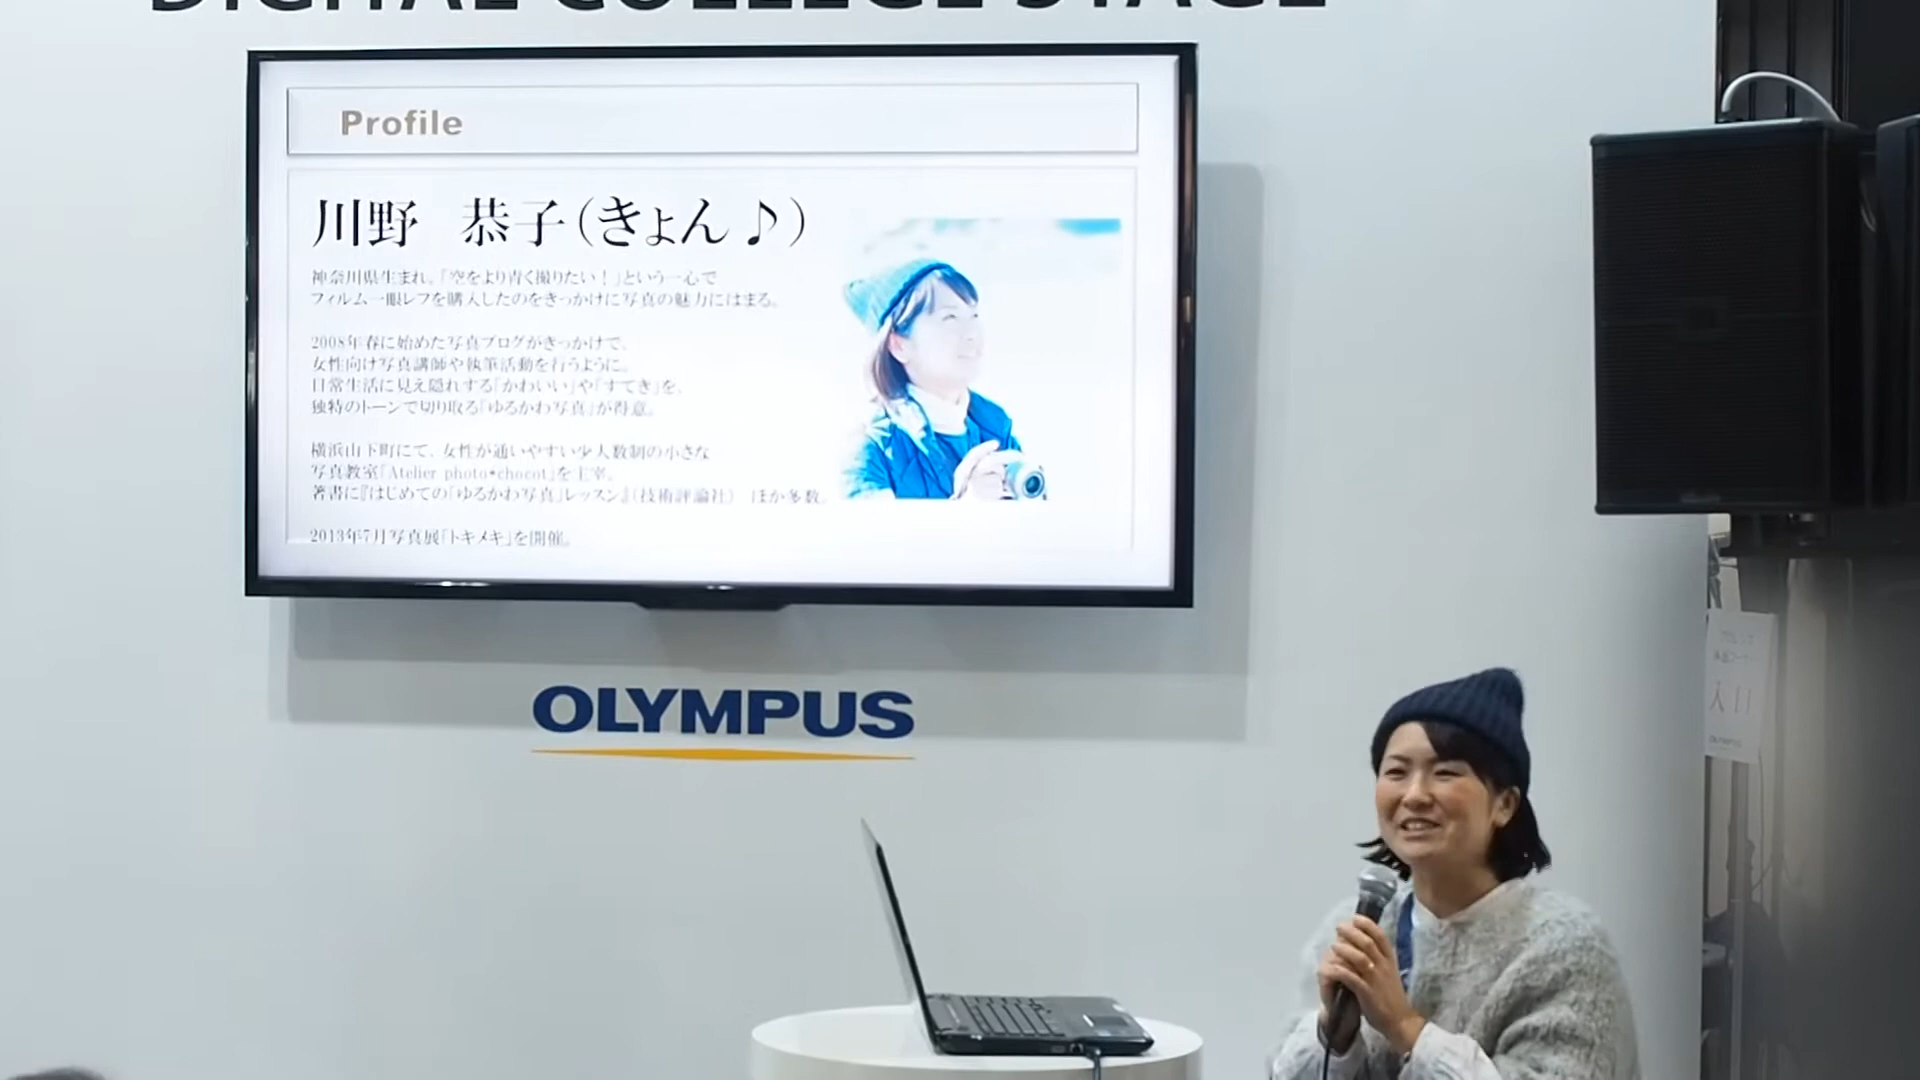 DIGITAL COLLEGE STAGE
Profile
川野 恭子(きょん♪)
神奈川県生まれ。「空をより青く撮りたい!」という一心で
フィルム一眼レフを購入したのをきっかけに写真の魅力にはまる。
2008年春に始めた写真ブログがきっかけで、
女性向け写真講師や執筆活動を行うように。
日常生活に見え隠れする「かわいい」や「すてき」を、
独特のトーンで切り取る「ゆるかわ写真」が得意。
横浜山下町にて、女性が通いやすい少人数制の小さな
写真教室「Atelier photo*chocot」を主宰。
著書に『はじめての「ゆるかわ写真」レッスン』(技術評論社) ほか多数。
2013年7月写真展「トキメキ」を開催。
OLYMPUS
入口
OLYMPUS